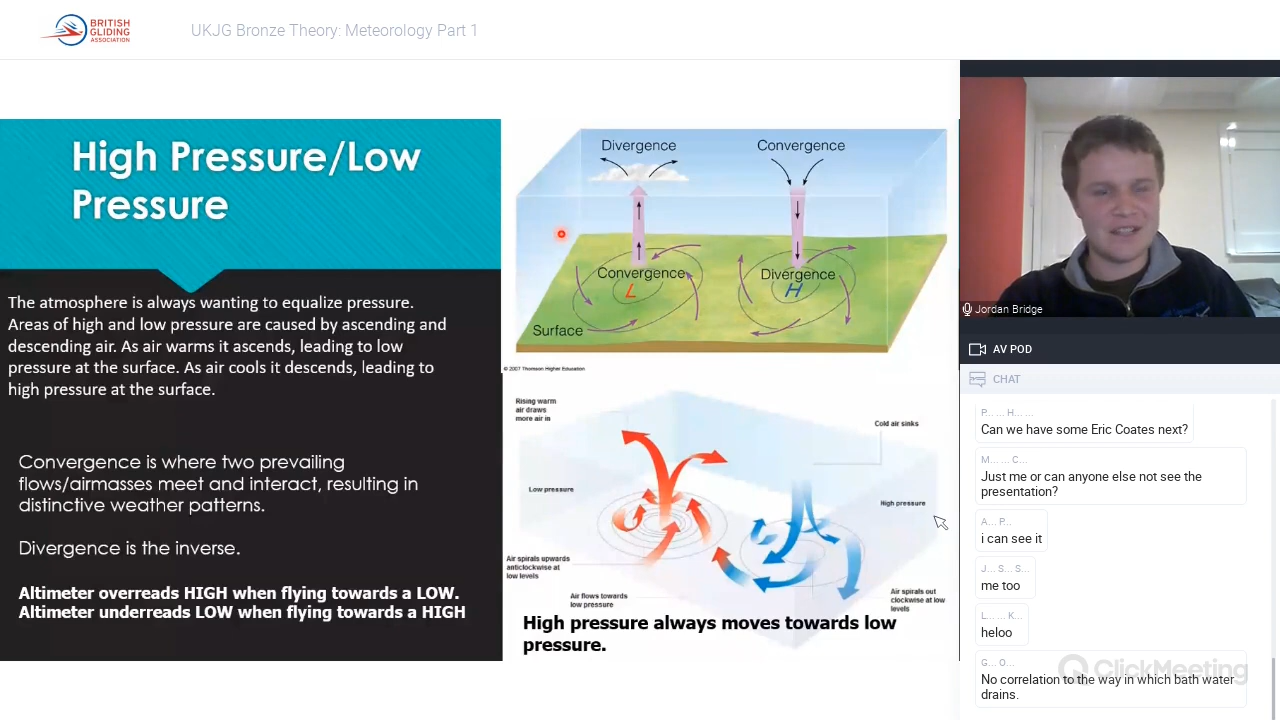 BRITISH
GLIDING
ASSOCIATION
UKJG Bronze Theory: Meteorology Part 1
High Pressure/Low
Pressure
The atmosphere is always wanting to equalize pressure.
Areas of high and low pressure are caused by ascending and
descending air. As air warms it ascends, leading to low
pressure at the surface. As air cools it descends, leading to
high pressure at the surface.
Convergence is where two prevailing
flows/airmasses meet and interact, resulting in
distinctive weather patterns.
Divergence is the inverse.
Altimeter overreads HIGH when flying towards a LOW.
Altimeter underreads LOW when flying towards a HIGH
Divergence
Convergence
Convergence
L
Divergence
H
Surface
© 2007 Thomson Higher Education
Rising warm
air draws
more air in
Cold air sinks
Low pressure
High pressure
Air spirals upwards
anticlockwise at
low levels
Air flows towards
low pressure
Air spirals out
clockwise at low
levels
High pressure always moves towards low
pressure.
Jordan Bridge
AV POD
CHAT
P... ... H... ...
Can we have some Eric Coates next?
M... ... C...
Just me or can anyone else not see the
presentation?
A... P...
i can see it
J... S... S...
me too
L... ... K...
heloo
G... O...
No correlation to the way in which bath water
drains.
ClickMeeting